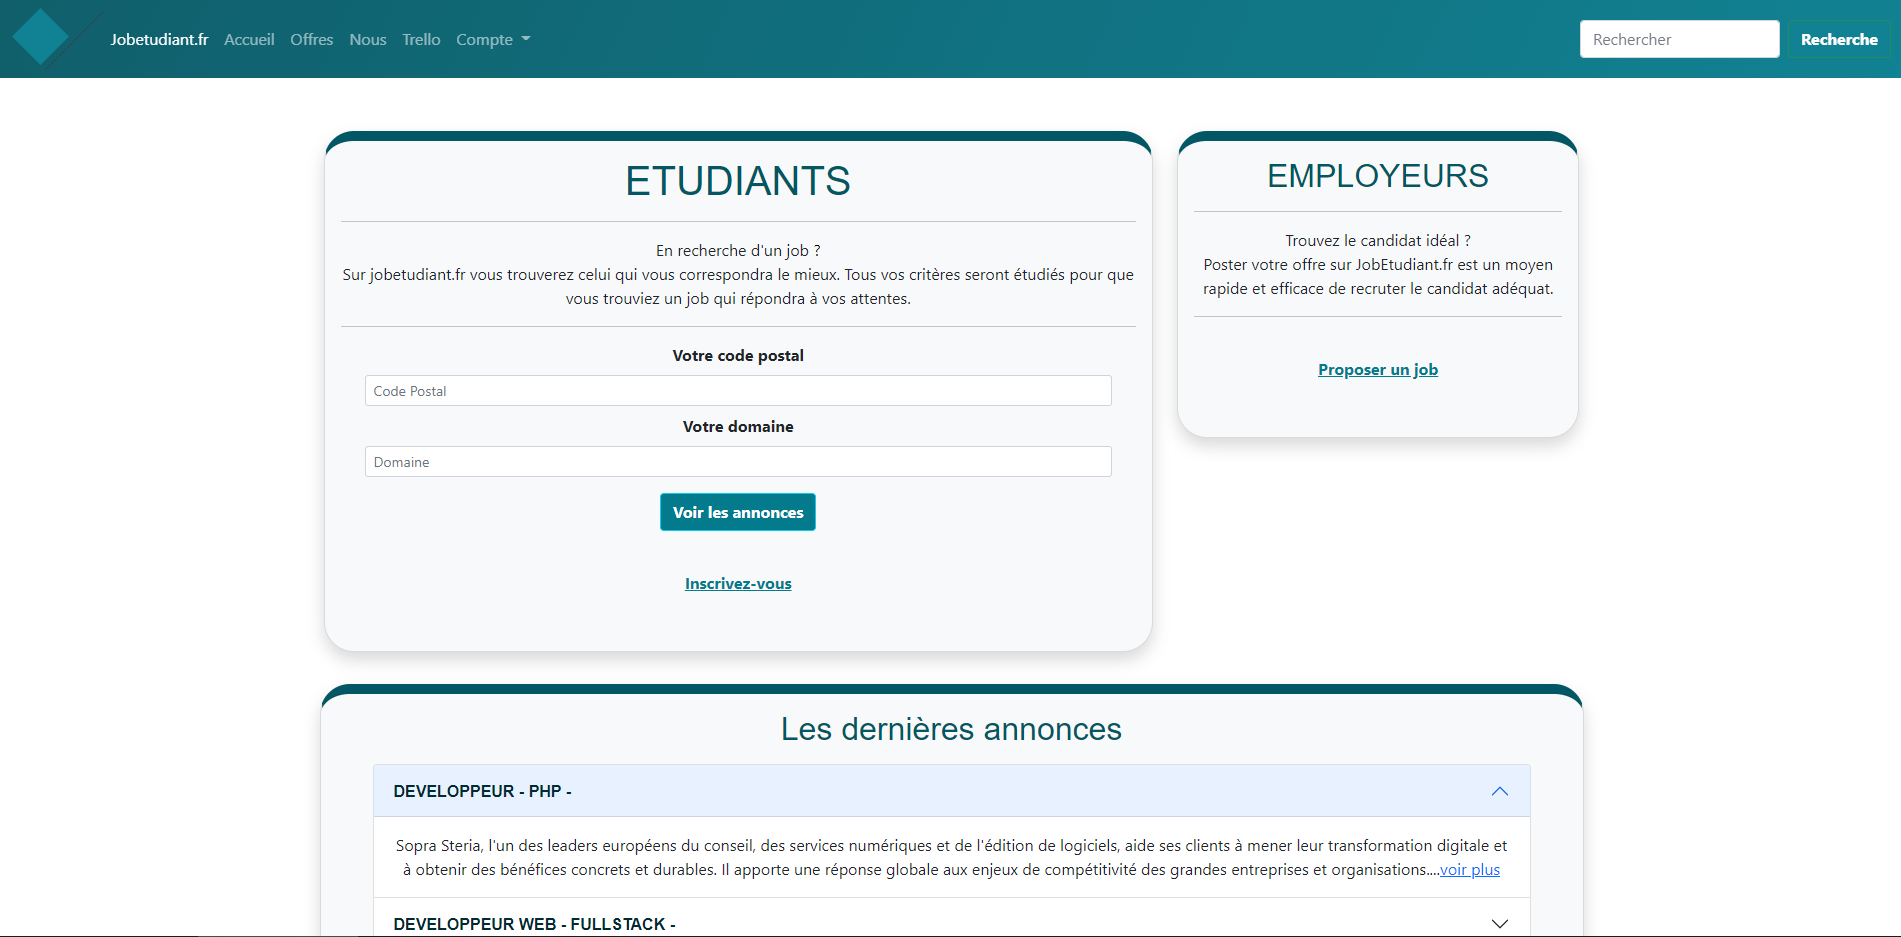 Jobetudiant.fr Accueil Offres Nous Trello Compte Rechercher Recherche
ETUDIANTS
En recherche d'un job ?
Sur jobetudiant.fr vous trouverez celui qui vous correspondra le mieux. Tous vos critères seront étudiés pour que
vous trouviez un job qui répondra à vos attentes.
Votre code postal
Code Postal
Votre domaine
Domaine
Voir les annonces
Inscrivez-vous
EMPLOYEURS
Trouvez le candidat idéal ?
Poster votre offre sur JobEtudiant.fr est un moyen
rapide et efficace de recruter le candidat adéquat.
Proposer un job
Les dernières annonces
DEVELOPPEUR - PHP -
Sopra Steria, l'un des leaders européens du conseil, des services numériques et de l'édition de logiciels, aide ses clients à mener leur transformation digitale et
à obtenir des bénéfices concrets et durables. Il apporte une réponse globale aux enjeux de compétitivité des grandes entreprises et organisations....voir plus
DEVELOPPEUR WEB - FULLSTACK -